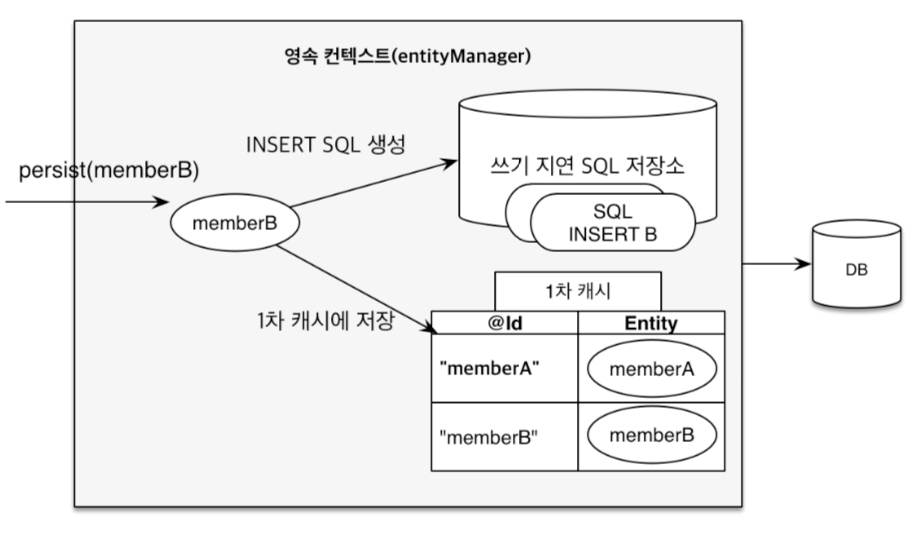 영속 컨텍스트(entityManager)
INSERT SQL 생성
persist(memberB)
memberB
쓰기 지연 SQL 저장소
SQL
INSERT B
DB
1차 캐시
1차 캐시에 저장
@Id Entity
"memberA" memberA
"memberB" memberB